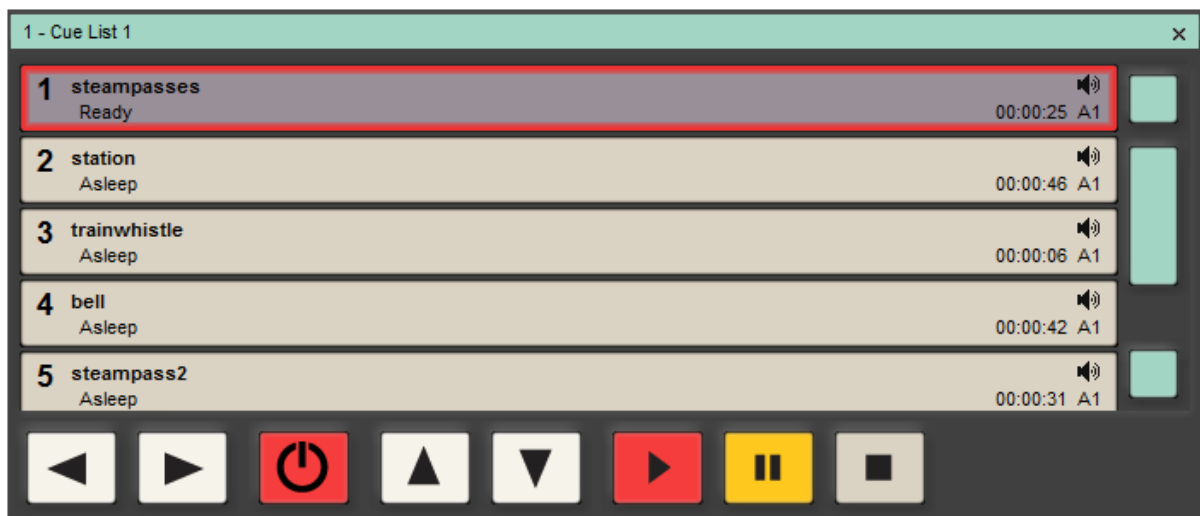 1 - Cue List 1
1 steampasses
Ready 00:00:25 A1
2 station
Asleep 00:00:46 A1
3 trainwhistle
Asleep 00:00:06 A1
4 bell
Asleep 00:00:42 A1
5 steampass2
Asleep 00:00:31 A1